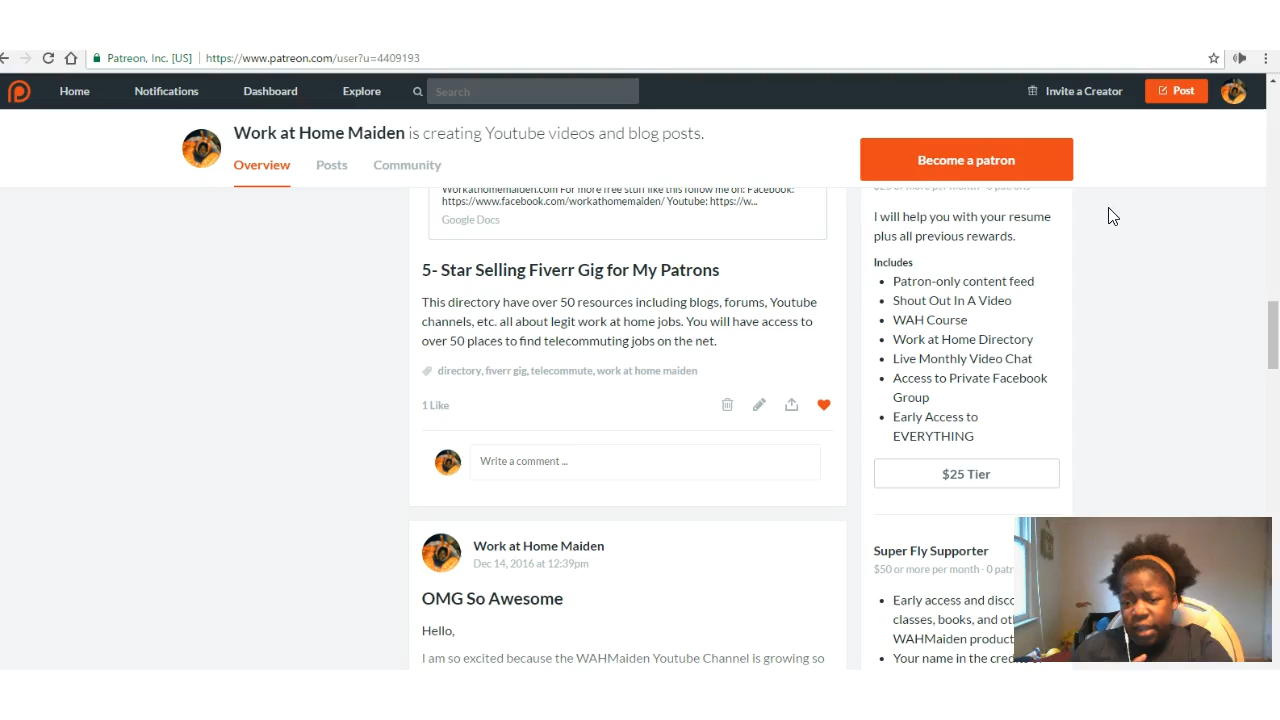 Patreon, Inc. [US] https://www.patreon.com/user?u=4409193
Home Notifications Dashboard Explore Search Invite a Creator Post
Work at Home Maiden is creating Youtube videos and blog posts.
Overview Posts Community
Become a patron
Workathomemaiden.com For more free stuff like this follow me on: Facebook:
https://www.facebook.com/workathomemaiden/ Youtube: https://w...
Google Docs
5- Star Selling Fiverr Gig for My Patrons
This directory have over 50 resources including blogs, forums, Youtube
channels, etc. all about legit work at home jobs. You will have access to
over 50 places to find telecommuting jobs on the net.
directory, fiverr gig, telecommute, work at home maiden
1 Like
Write a comment ...
Work at Home Maiden
Dec 14, 2016 at 12:39pm
OMG So Awesome
Hello,
I am so excited because the WAHMaiden Youtube Channel is growing so
$25 or more per month · 0 patrons
I will help you with your resume
plus all previous rewards.
Includes
Patron-only content feed
Shout Out In A Video
WAH Course
Work at Home Directory
Live Monthly Video Chat
Access to Private Facebook
Group
Early Access to
EVERYTHING
$25 Tier
Super Fly Supporter
$50 or more per month · 0 patr
Early access and disco
classes, books, and ot
WAHMaiden product
Your name in the credits